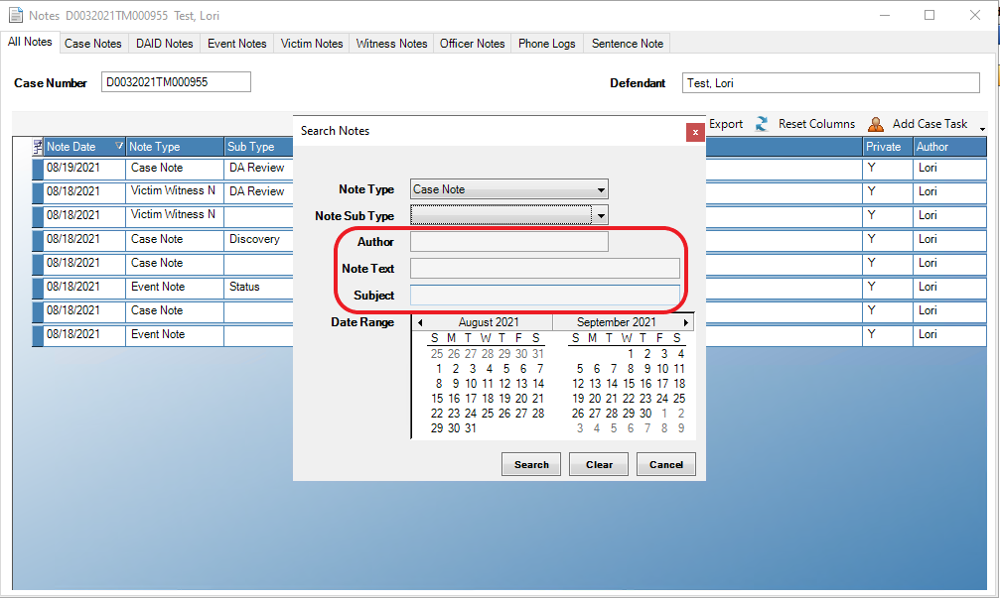 Notes D0032021TM000955 Test, Lori
All Notes Case Notes DAID Notes Event Notes Victim Notes Witness Notes Officer Notes Phone Logs Sentence Note
Case Number D0032021TM000955 Defendant Test, Lori
Export Reset Columns Add Case Task
Note Date Note Type Sub Type Private Author
08/19/2021 Case Note DA Review Y Lori
08/18/2021 Victim Witness N DA Review Y Lori
08/18/2021 Victim Witness N Y Lori
08/18/2021 Case Note Discovery Y Lori
08/18/2021 Case Note Y Lori
08/18/2021 Event Note Status Y Lori
08/18/2021 Case Note Y Lori
08/18/2021 Event Note Y Lori
Search Notes x
Note Type Case Note
Note Sub Type
Author
Note Text
Subject
Date Range August 2021 September 2021
S M T W T F S S M T W T F S
25 26 27 28 29 30 31 1 2 3 4
1 2 3 4 5 6 7 5 6 7 8 9 10 11
8 9 10 11 12 13 14 12 13 14 15 16 17 18
15 16 17 18 19 20 21 19 20 21 22 23 24 25
22 23 24 25 26 27 28 26 27 28 29 30 1 2
29 30 31 3 4 5 6 7 8 9
Search Clear Cancel